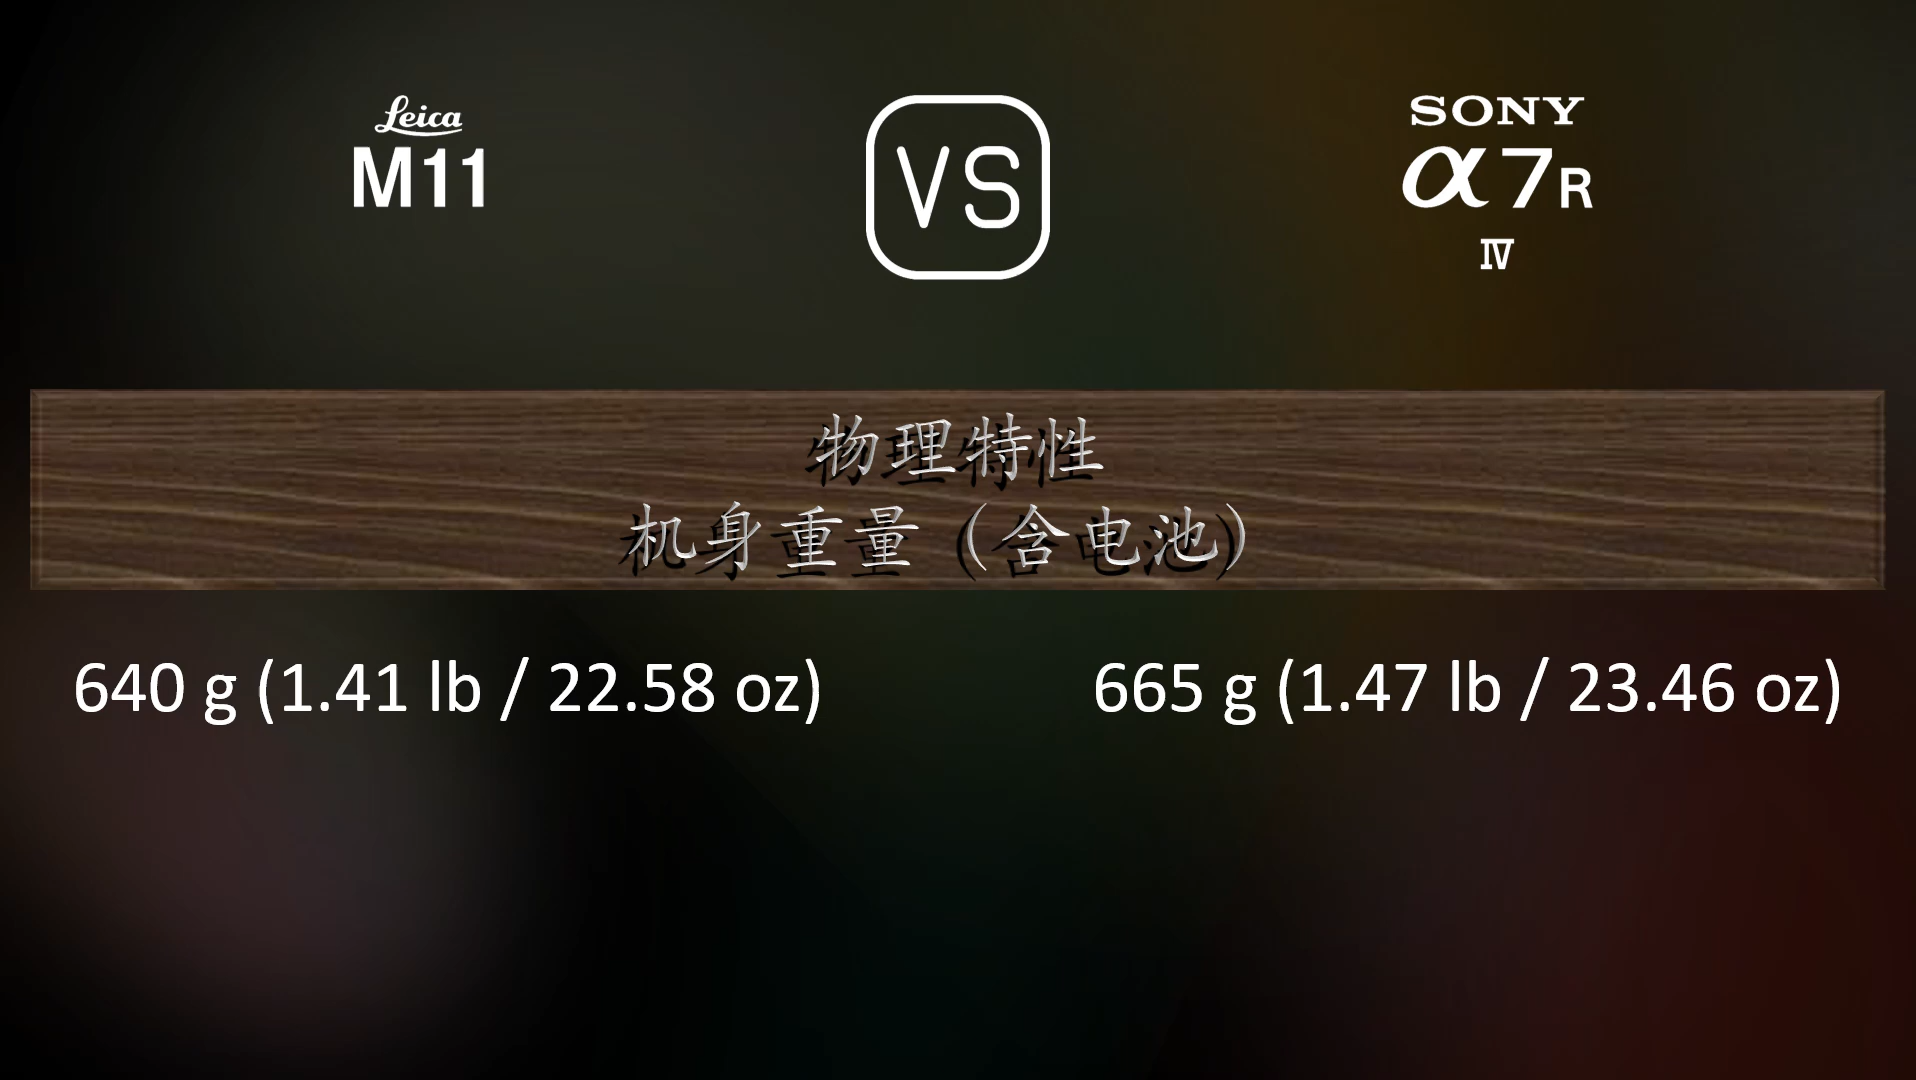 Leica
M11
VS
SONY
α7R
IV
物理特性
机身重量（含电池）
640 g (1.41 lb / 22.58 oz)
665 g (1.47 lb / 23.46 oz)